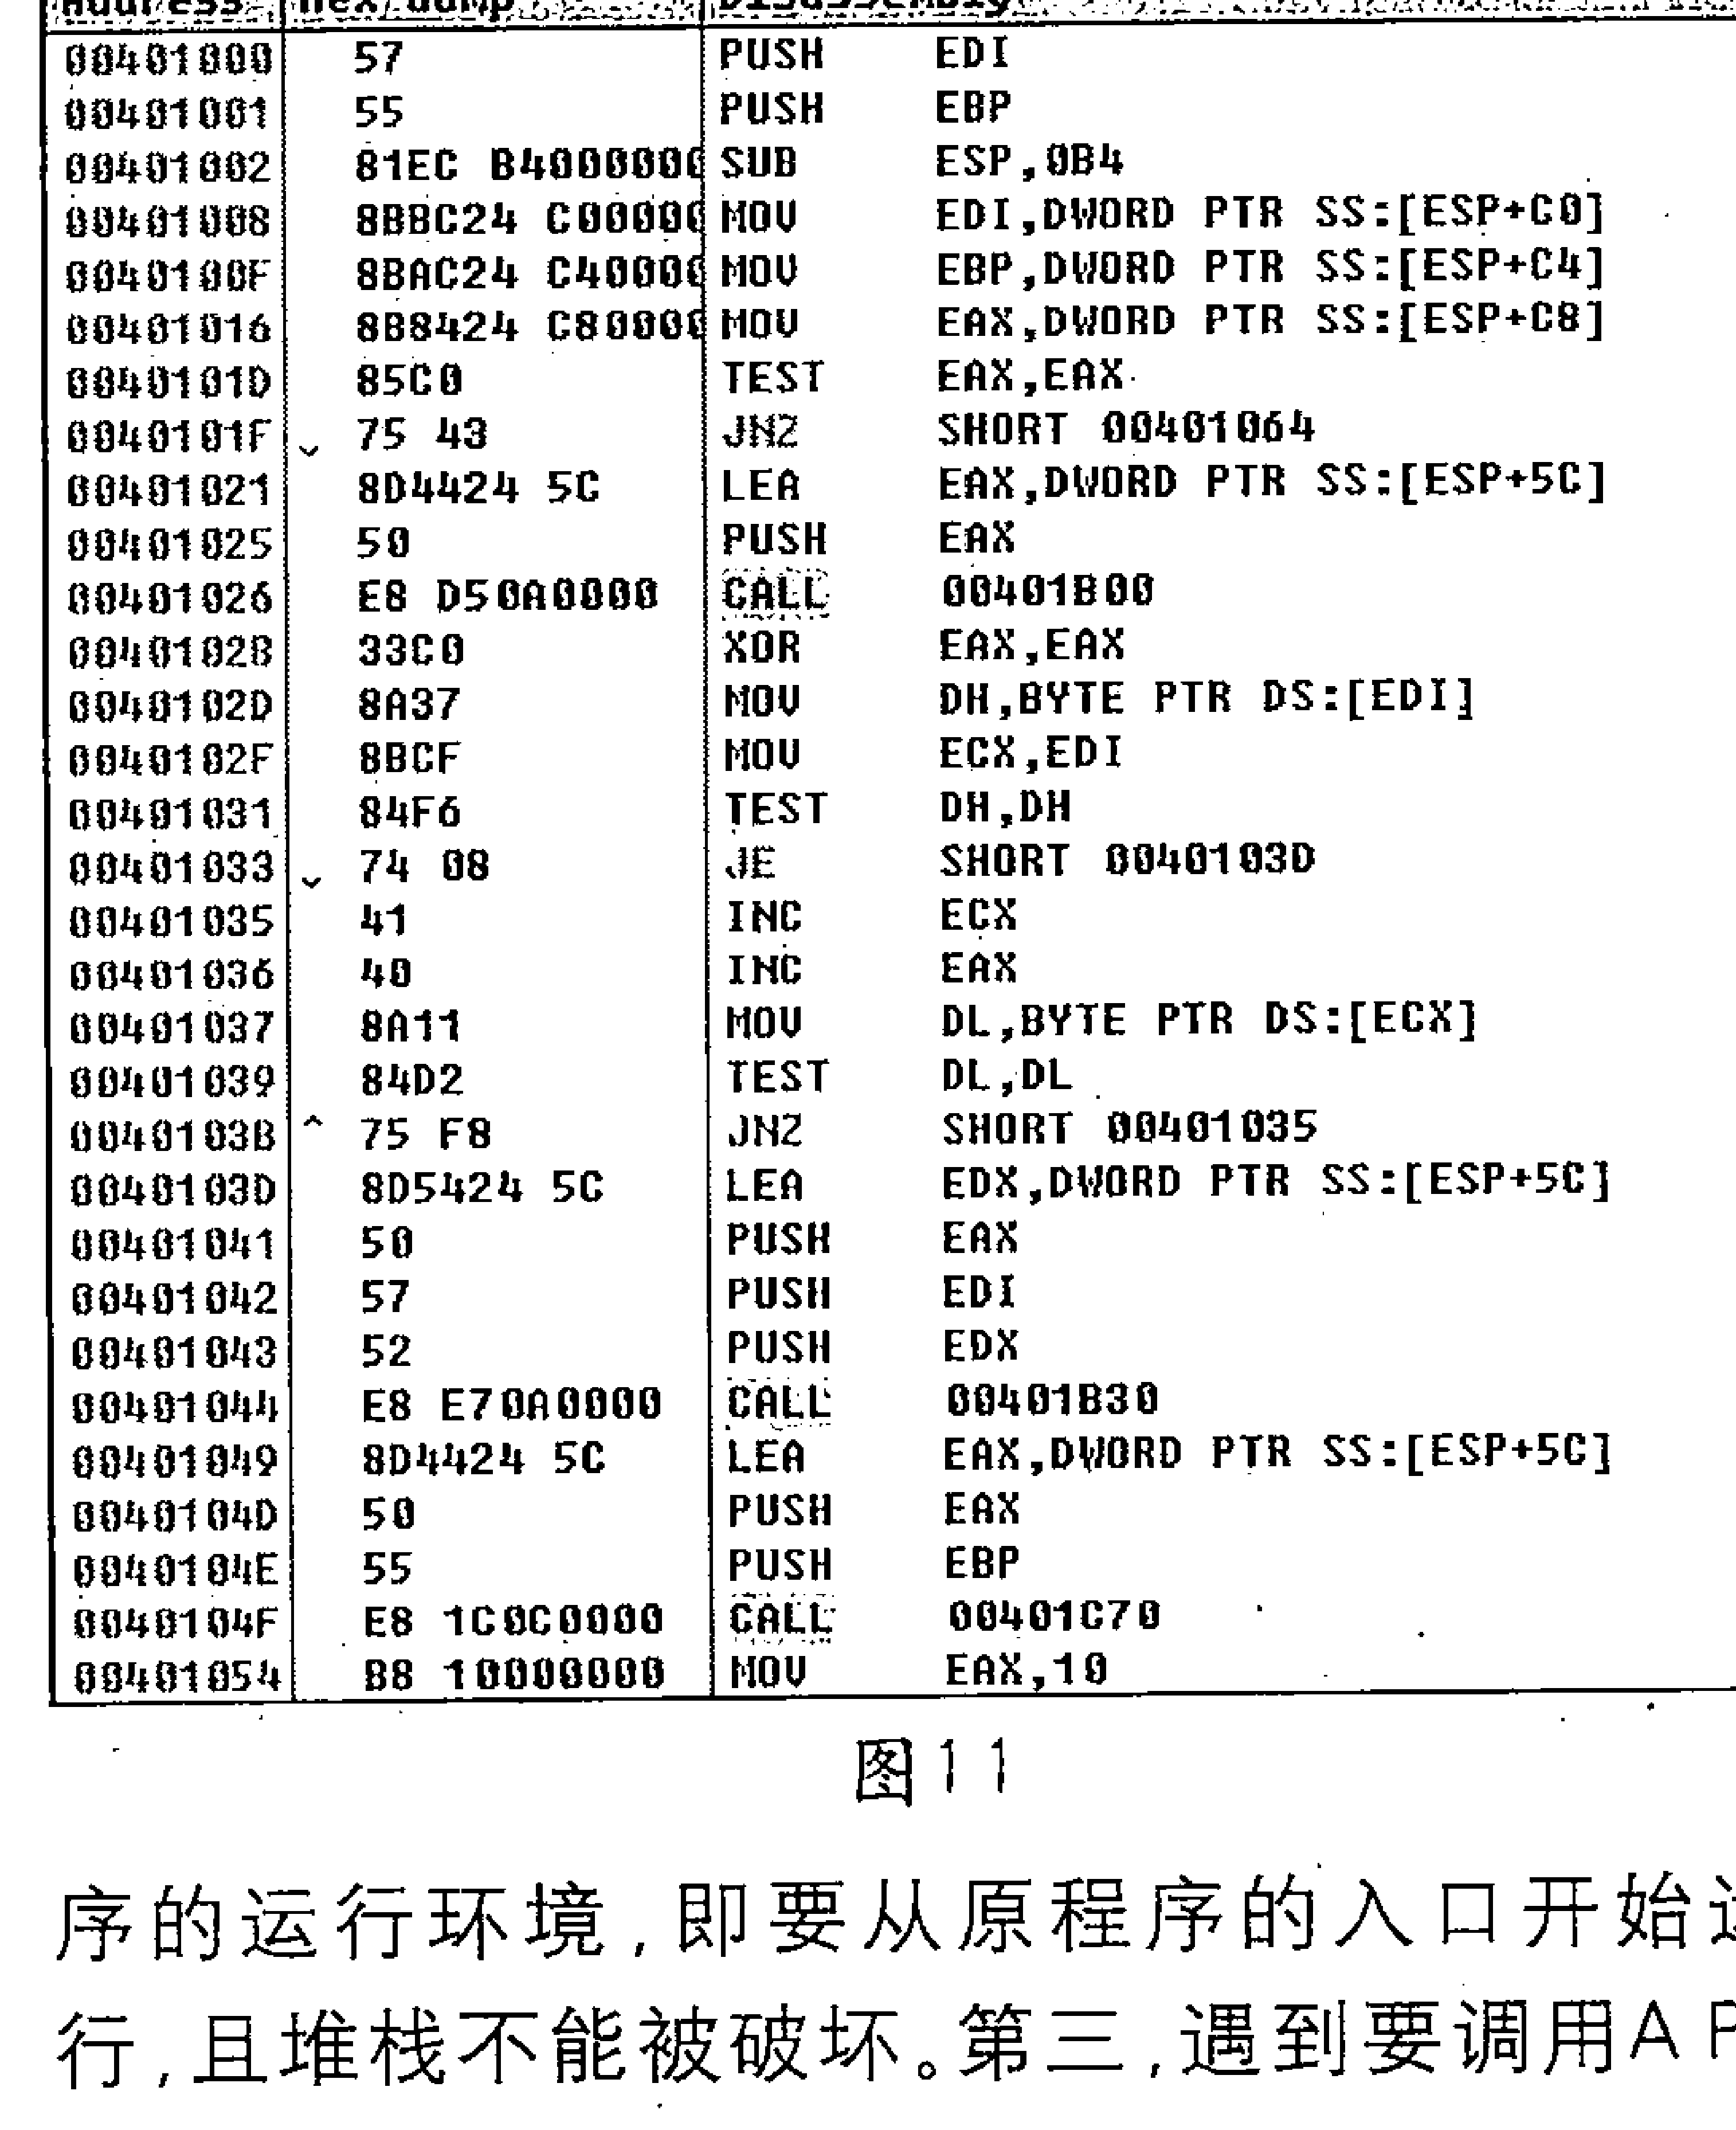 Address Hex dump Disassembly
00401000 57 PUSH EDI
00401001 55 PUSH EBP
00401002 81EC B4000000 SUB ESP,0B4
00401008 8BBC24 C00000 MOV EDI,DWORD PTR SS:[ESP+C0]
0040100F 8BAC24 C40000 MOV EBP,DWORD PTR SS:[ESP+C4]
00401016 8B8424 C80000 MOV EAX,DWORD PTR SS:[ESP+C8]
0040101D 85C0 TEST EAX,EAX
0040101F 75 43 JNZ SHORT 00401064
00401021 8D4424 5C LEA EAX,DWORD PTR SS:[ESP+5C]
00401025 50 PUSH EAX
00401026 E8 D50A0000 CALL 00401B00
0040102B 33C0 XOR EAX,EAX
0040102D 8A37 MOV DH,BYTE PTR DS:[EDI]
0040102F 8BCF MOV ECX,EDI
00401031 84F6 TEST DH,DH
00401033 74 08 JE SHORT 0040103D
00401035 41 INC ECX
00401036 40 INC EAX
00401037 8A11 MOV DL,BYTE PTR DS:[ECX]
00401039 84D2 TEST DL,DL
0040103B ^ 75 F8 JNZ SHORT 00401035
0040103D 8D5424 5C LEA EDX,DWORD PTR SS:[ESP+5C]
00401041 50 PUSH EAX
00401042 57 PUSH EDI
00401043 52 PUSH EDX
00401044 E8 E70A0000 CALL 00401B30
00401049 8D4424 5C LEA EAX,DWORD PTR SS:[ESP+5C]
0040104D 50 PUSH EAX
0040104E 55 PUSH EBP
0040104F E8 1C0C0000 CALL 00401C70
00401054 B8 10000000 MOV EAX,10
图11
序的运行环境,即要从原程序的入口开始运
行,且堆栈不能被破坏。第三,遇到要调用AP